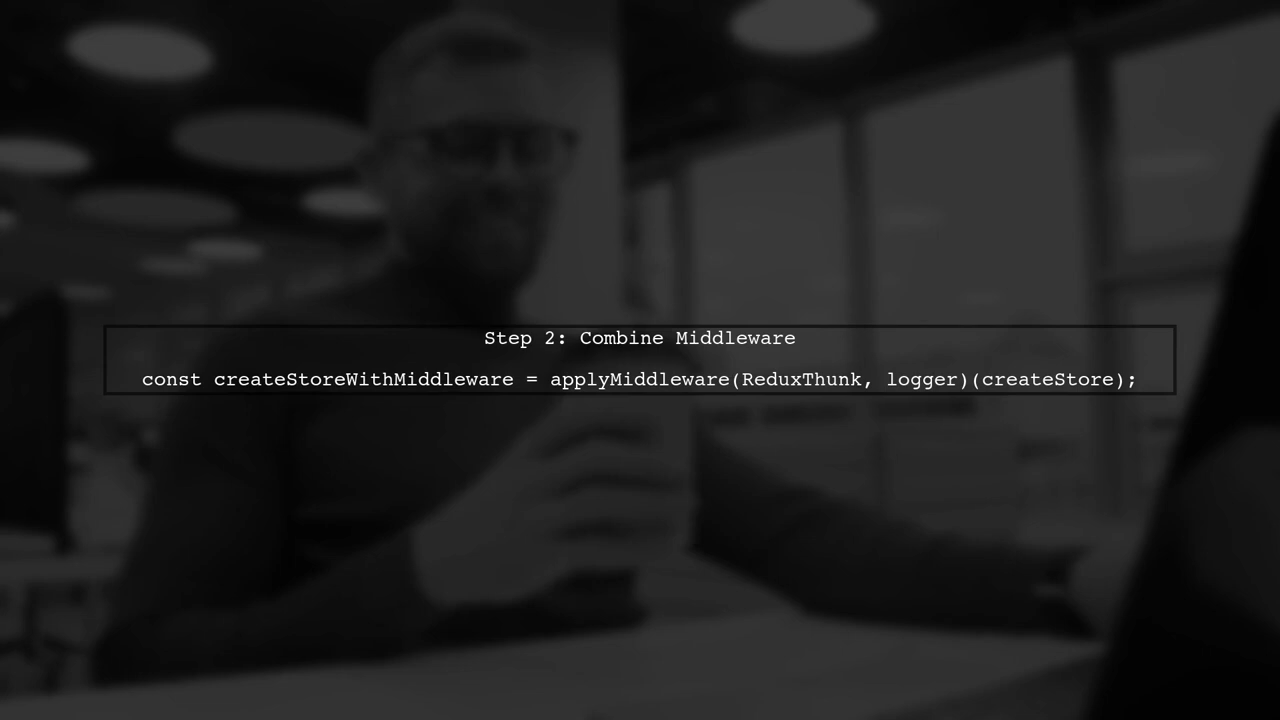 Step 2: Combine Middleware
const createStoreWithMiddleware = applyMiddleware(ReduxThunk, logger)(createStore);